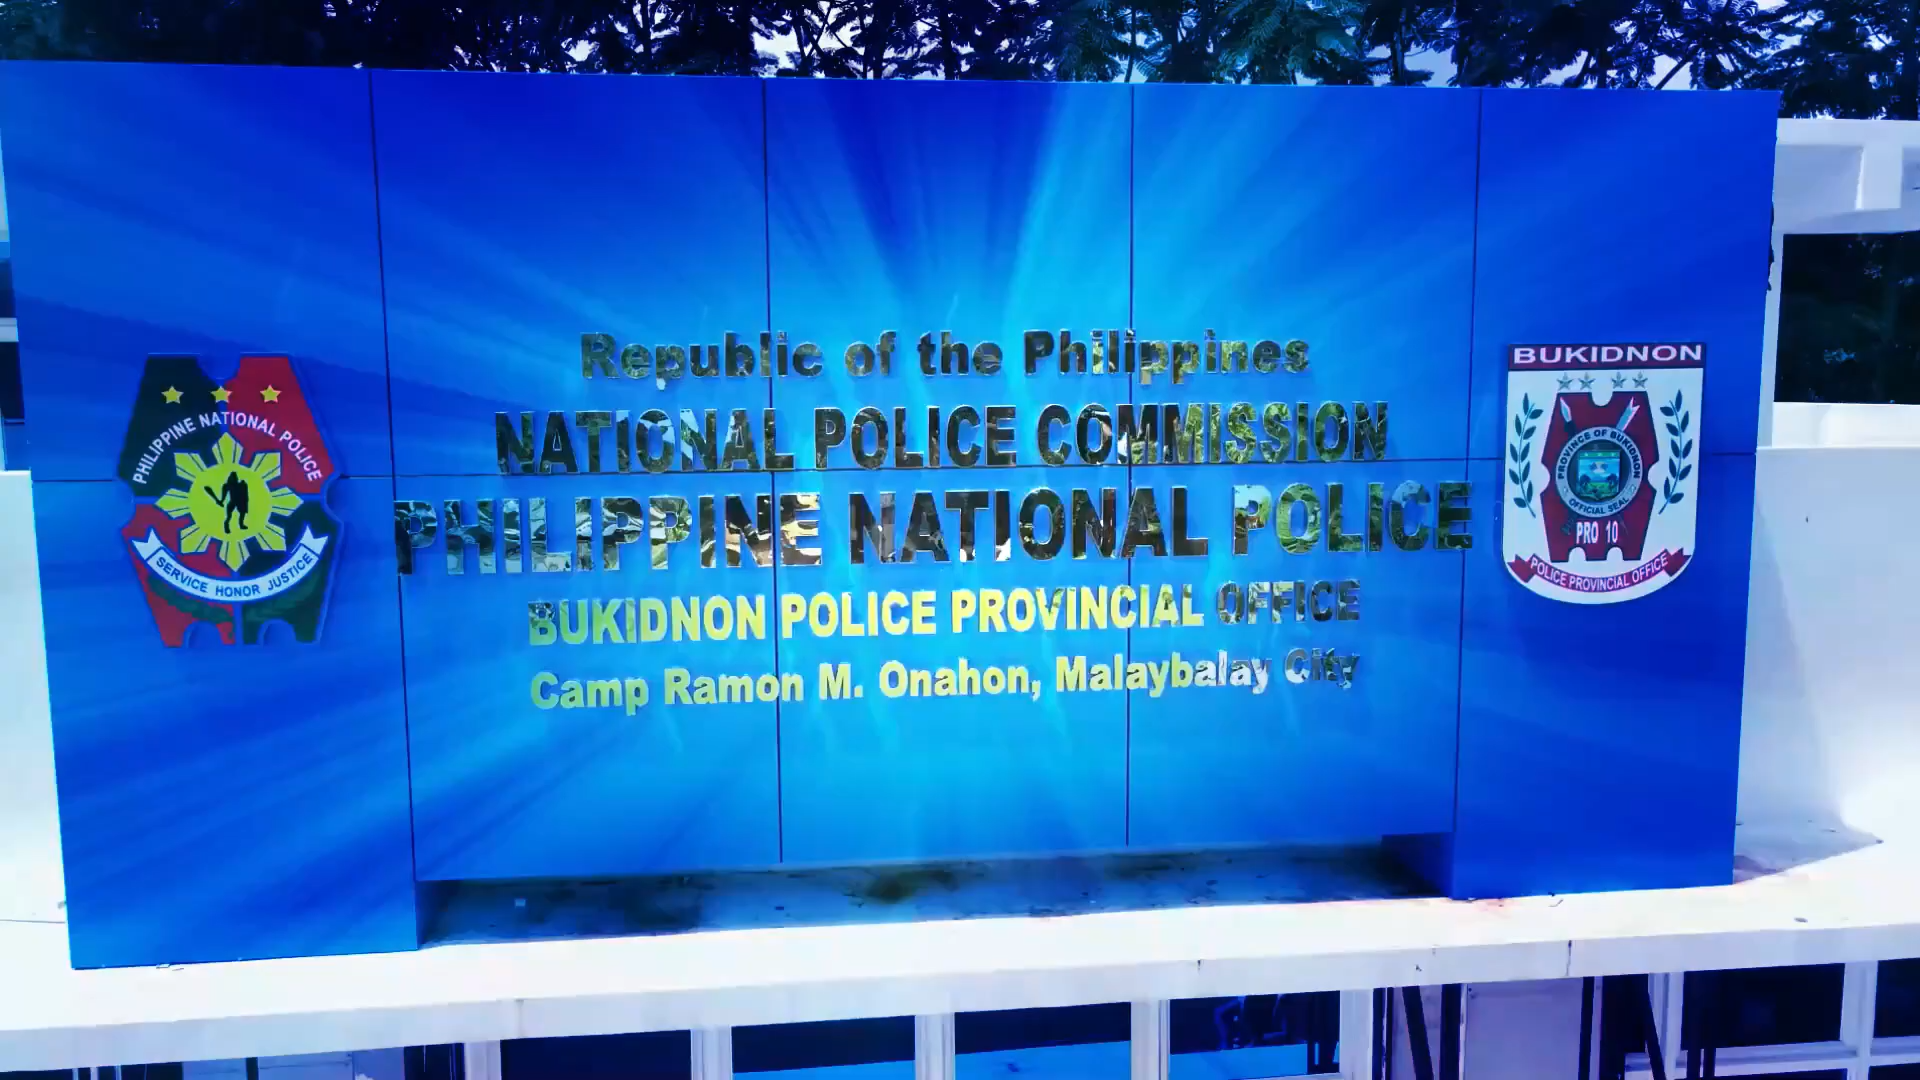 Republic of the Philippines
NATIONAL POLICE COMMISSION
PHILIPPINE NATIONAL POLICE
BUKIDNON POLICE PROVINCIAL OFFICE
Camp Ramon M. Onahon, Malaybalay City
PHILIPPINE NATIONAL POLICE
SERVICE HONOR JUSTICE
BUKIDNON
PROVINCE OF BUKIDNON
OFFICIAL SEAL
PRO 10
POLICE PROVINCIAL OFFICE